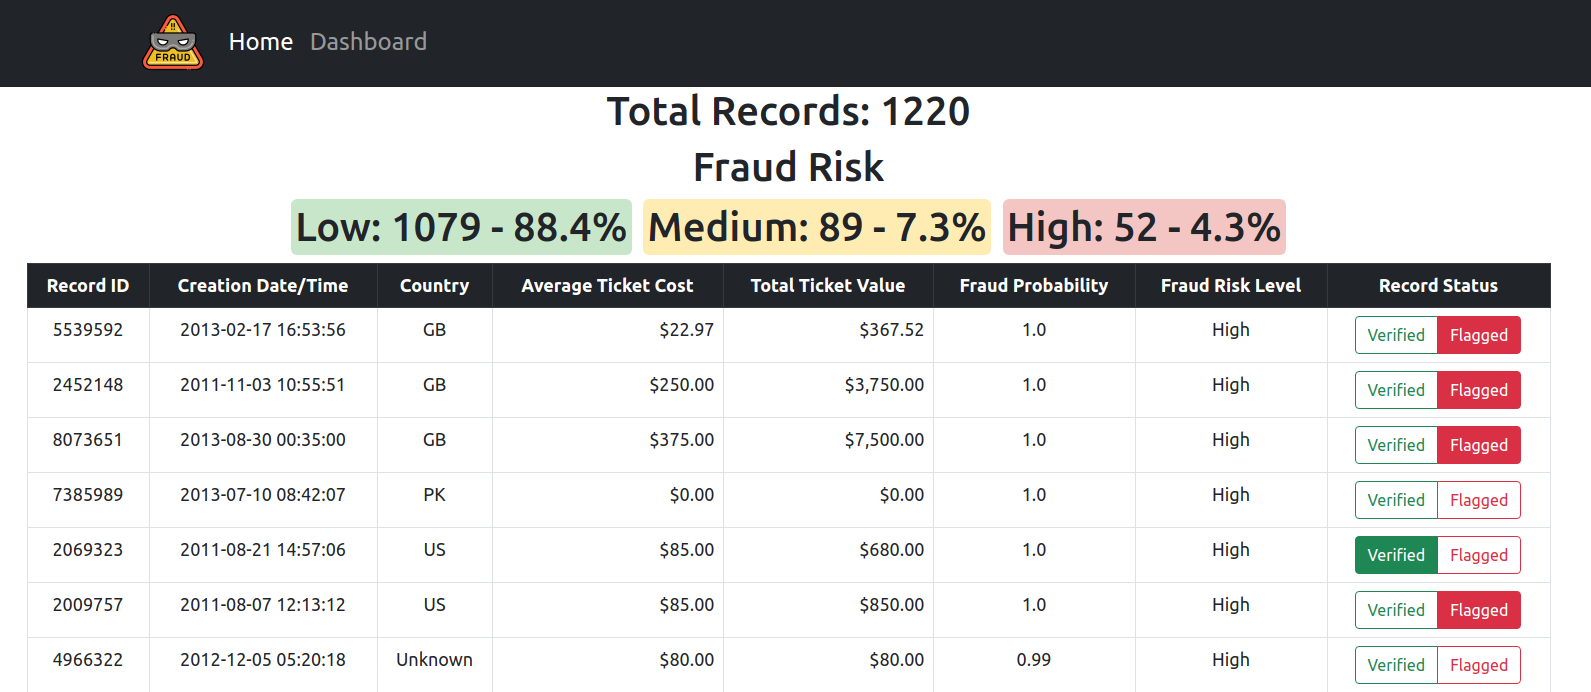 !! FRAUD Home Dashboard
Total Records: 1220
Fraud Risk
Low: 1079 - 88.4% Medium: 89 - 7.3% High: 52 - 4.3%
Record ID Creation Date/Time Country Average Ticket Cost Total Ticket Value Fraud Probability Fraud Risk Level Record Status
5539592 2013-02-17 16:53:56 GB $22.97 $367.52 1.0 High Verified Flagged
2452148 2011-11-03 10:55:51 GB $250.00 $3,750.00 1.0 High Verified Flagged
8073651 2013-08-30 00:35:00 GB $375.00 $7,500.00 1.0 High Verified Flagged
7385989 2013-07-10 08:42:07 PK $0.00 $0.00 1.0 High Verified Flagged
2069323 2011-08-21 14:57:06 US $85.00 $680.00 1.0 High Verified Flagged
2009757 2011-08-07 12:13:12 US $85.00 $850.00 1.0 High Verified Flagged
4966322 2012-12-05 05:20:18 Unknown $80.00 $80.00 0.99 High Verified Flagged